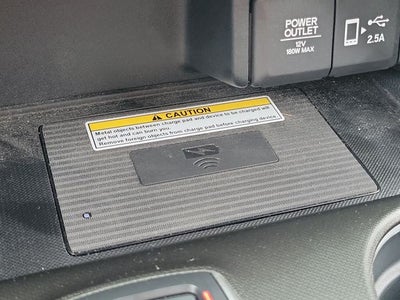 POWER
OUTLET
12V
180W MAX
2.5A
CAUTION
Metal objects between charge pad and device to be charged will
get hot and can burn you.
Remove foreign objects from charge pad before charging device